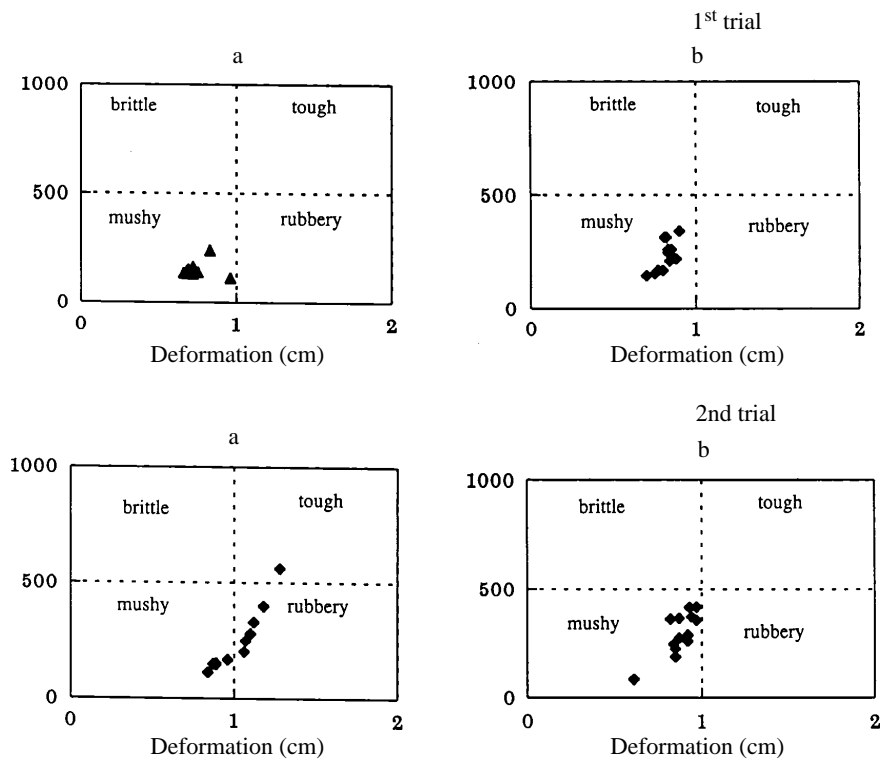 1st trial
a
b
1000
brittle
tough
500
mushy
rubbery
0
0
1
2
Deformation (cm)
1000
brittle
tough
500
mushy
rubbery
0
0
1
2
Deformation (cm)
2nd trial
a
b
1000
brittle
tough
500
mushy
rubbery
0
0
1
2
Deformation (cm)
1000
brittle
tough
500
mushy
rubbery
0
0
1
2
Deformation (cm)